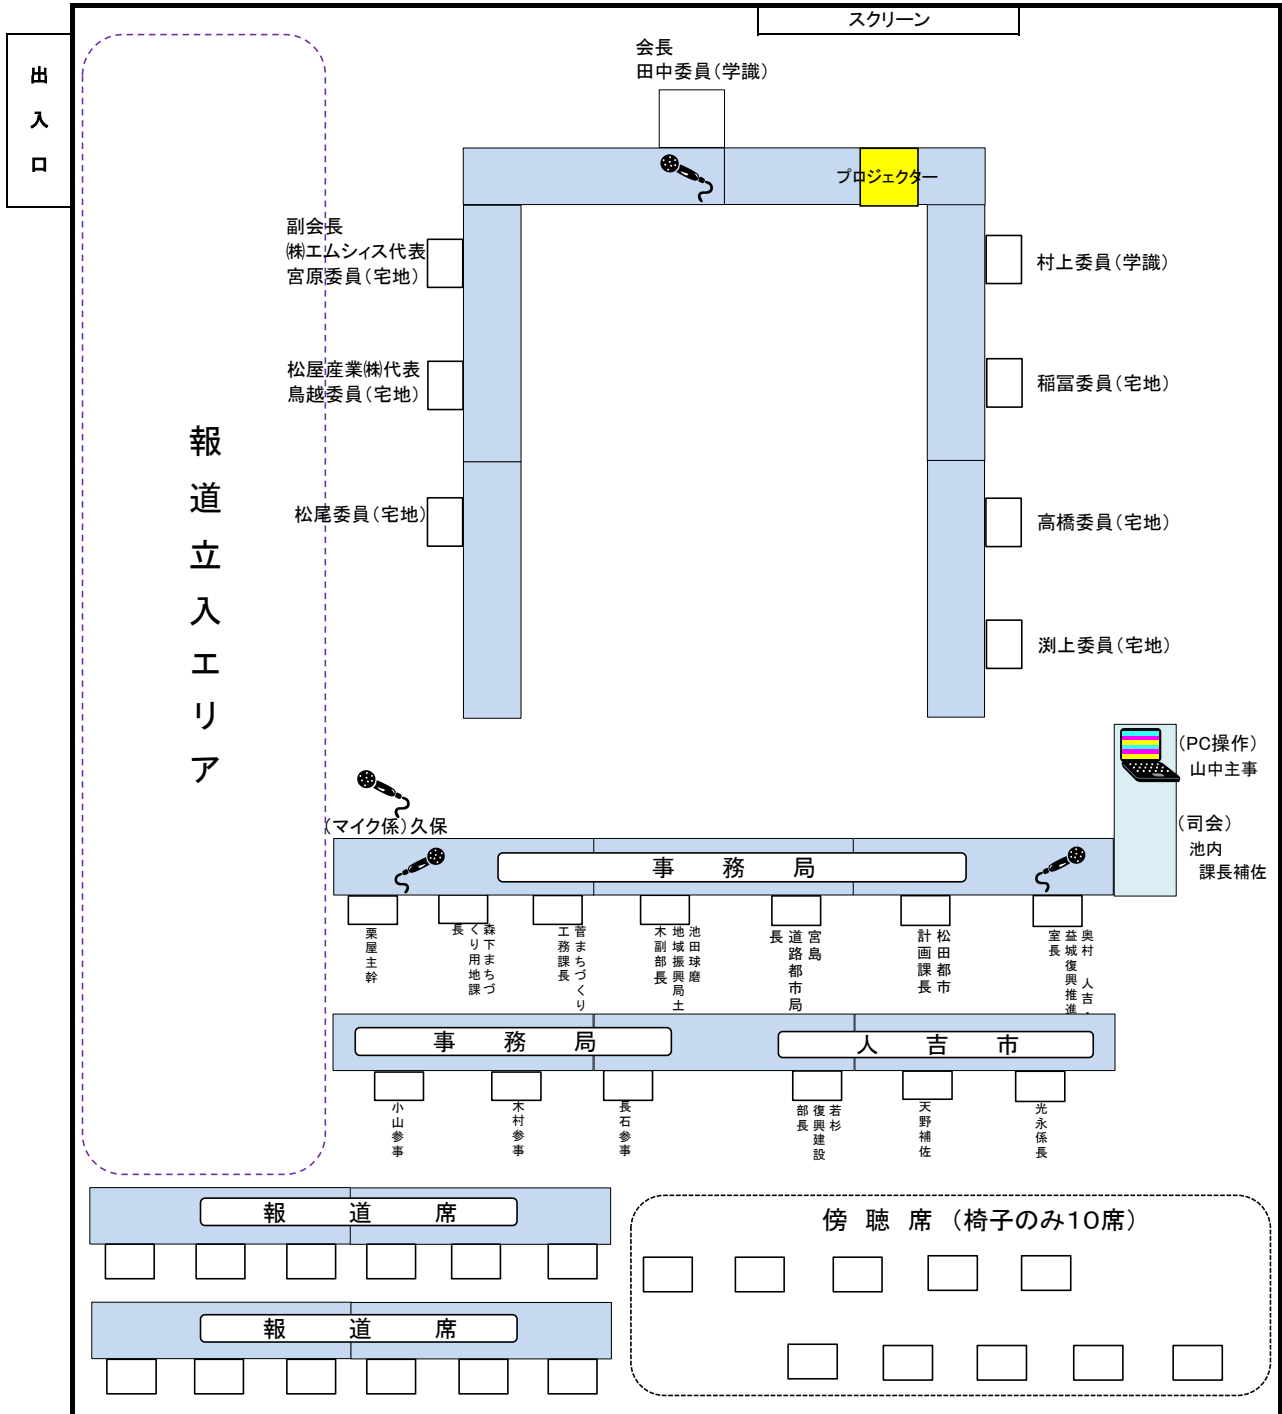 スクリーン
出入口
会長
田中委員(学識)
プロジェクター
副会長
㈱エムシィス代表
宮原委員(宅地)
村上委員(学識)
松屋産業㈱代表
鳥越委員(宅地)
稲冨委員(宅地)
報道立入エリア
松尾委員(宅地)
高橋委員(宅地)
渕上委員(宅地)
(PC操作)
山中主事
(マイク係)久保
(司会)
池内
課長補佐
事務局
栗屋主幹
森下まちづ
くり用地課
長
菅まちづくり
工務課長
池田球磨
地域振興局土
木副部長
宮島
道路都市局
長
松田都市
計画課長
奥村 人吉・
益城復興推進
室長
事務局
人吉市
小山参事
木村参事
長石参事
若杉
復興建設
部長
天野補佐
光永係長
報道席
傍聴席(椅子のみ10席)
報道席